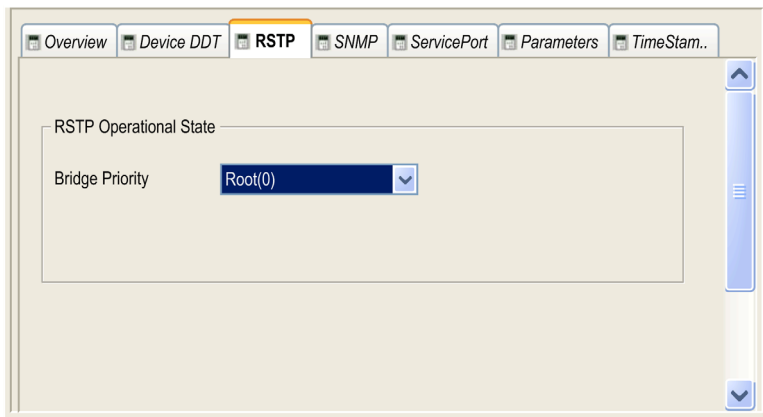 Overview Device DDT RSTP SNMP ServicePort Parameters TimeStam..
RSTP Operational State
Bridge Priority Root(0)